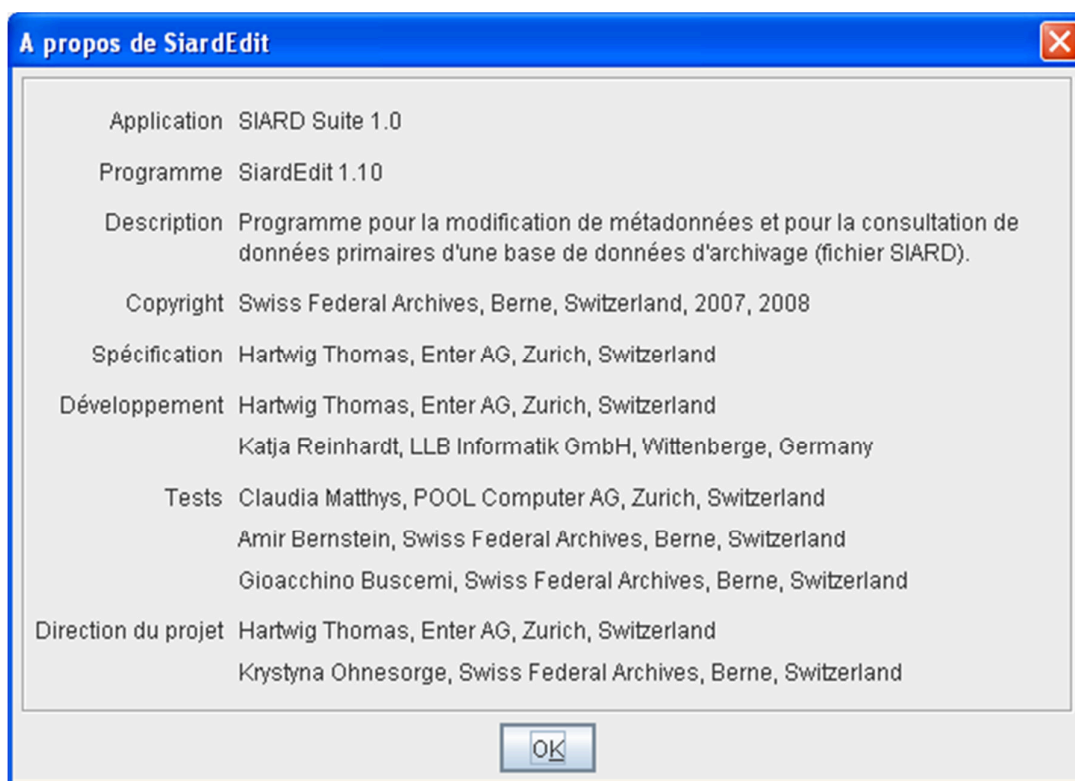 A propos de SiardEdit
Application SIARD Suite 1.0
Programme SiardEdit 1.10
Description Programme pour la modification de métadonnées et pour la consultation de
données primaires d'une base de données d'archivage (fichier SIARD).
Copyright Swiss Federal Archives, Berne, Switzerland, 2007, 2008
Spécification Hartwig Thomas, Enter AG, Zurich, Switzerland
Développement Hartwig Thomas, Enter AG, Zurich, Switzerland
Katja Reinhardt, LLB Informatik GmbH, Wittenberge, Germany
Tests Claudia Matthys, POOL Computer AG, Zurich, Switzerland
Amir Bernstein, Swiss Federal Archives, Berne, Switzerland
Gioacchino Buscemi, Swiss Federal Archives, Berne, Switzerland
Direction du projet Hartwig Thomas, Enter AG, Zurich, Switzerland
Krystyna Ohnesorge, Swiss Federal Archives, Berne, Switzerland
OK